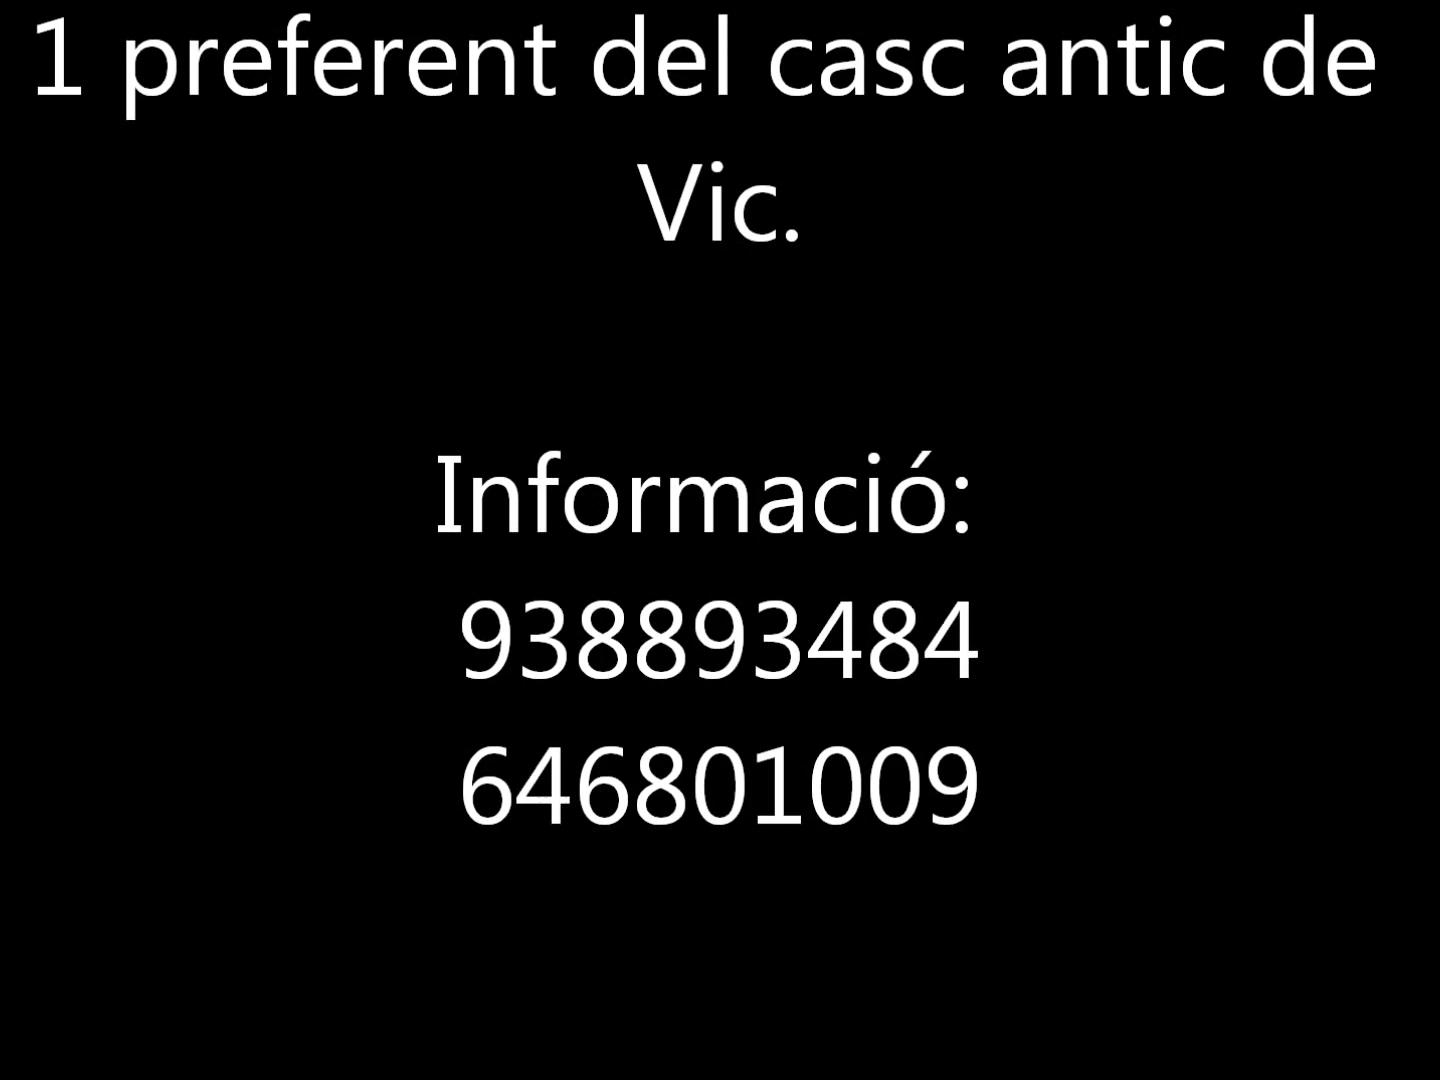 1 preferent del casc antic de
Vic.
Informació:
938893484
646801009